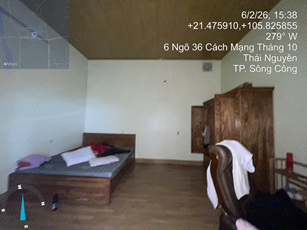 6/2/26, 15:38
+21.475910,+105.825855
279° W
6 Ngõ 36 Cách Mạng Tháng 10
Thái Nguyên
TP. Sông Công